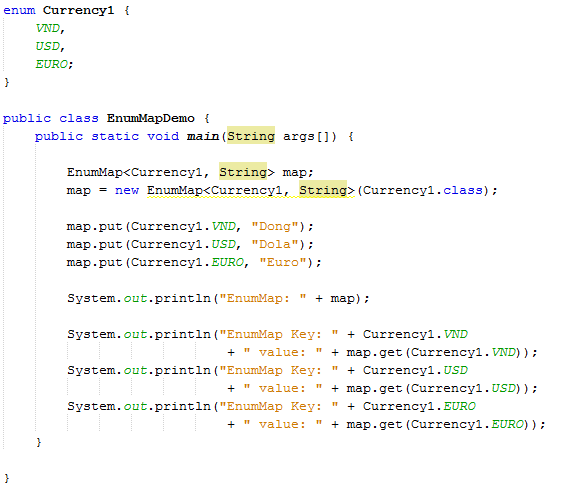 enum Currency1 {
VND,
USD,
EURO;
}
public class EnumMapDemo {
public static void main(String args[]) {
EnumMap<Currency1, String> map;
map = new EnumMap<Currency1, String>(Currency1.class);
map.put(Currency1.VND, "Dong");
map.put(Currency1.USD, "Dola");
map.put(Currency1.EURO, "Euro");
System.out.println("EnumMap: " + map);
System.out.println("EnumMap Key: " + Currency1.VND
+ " value: " + map.get(Currency1.VND));
System.out.println("EnumMap Key: " + Currency1.USD
+ " value: " + map.get(Currency1.USD));
System.out.println("EnumMap Key: " + Currency1.EURO
+ " value: " + map.get(Currency1.EURO));
}
}